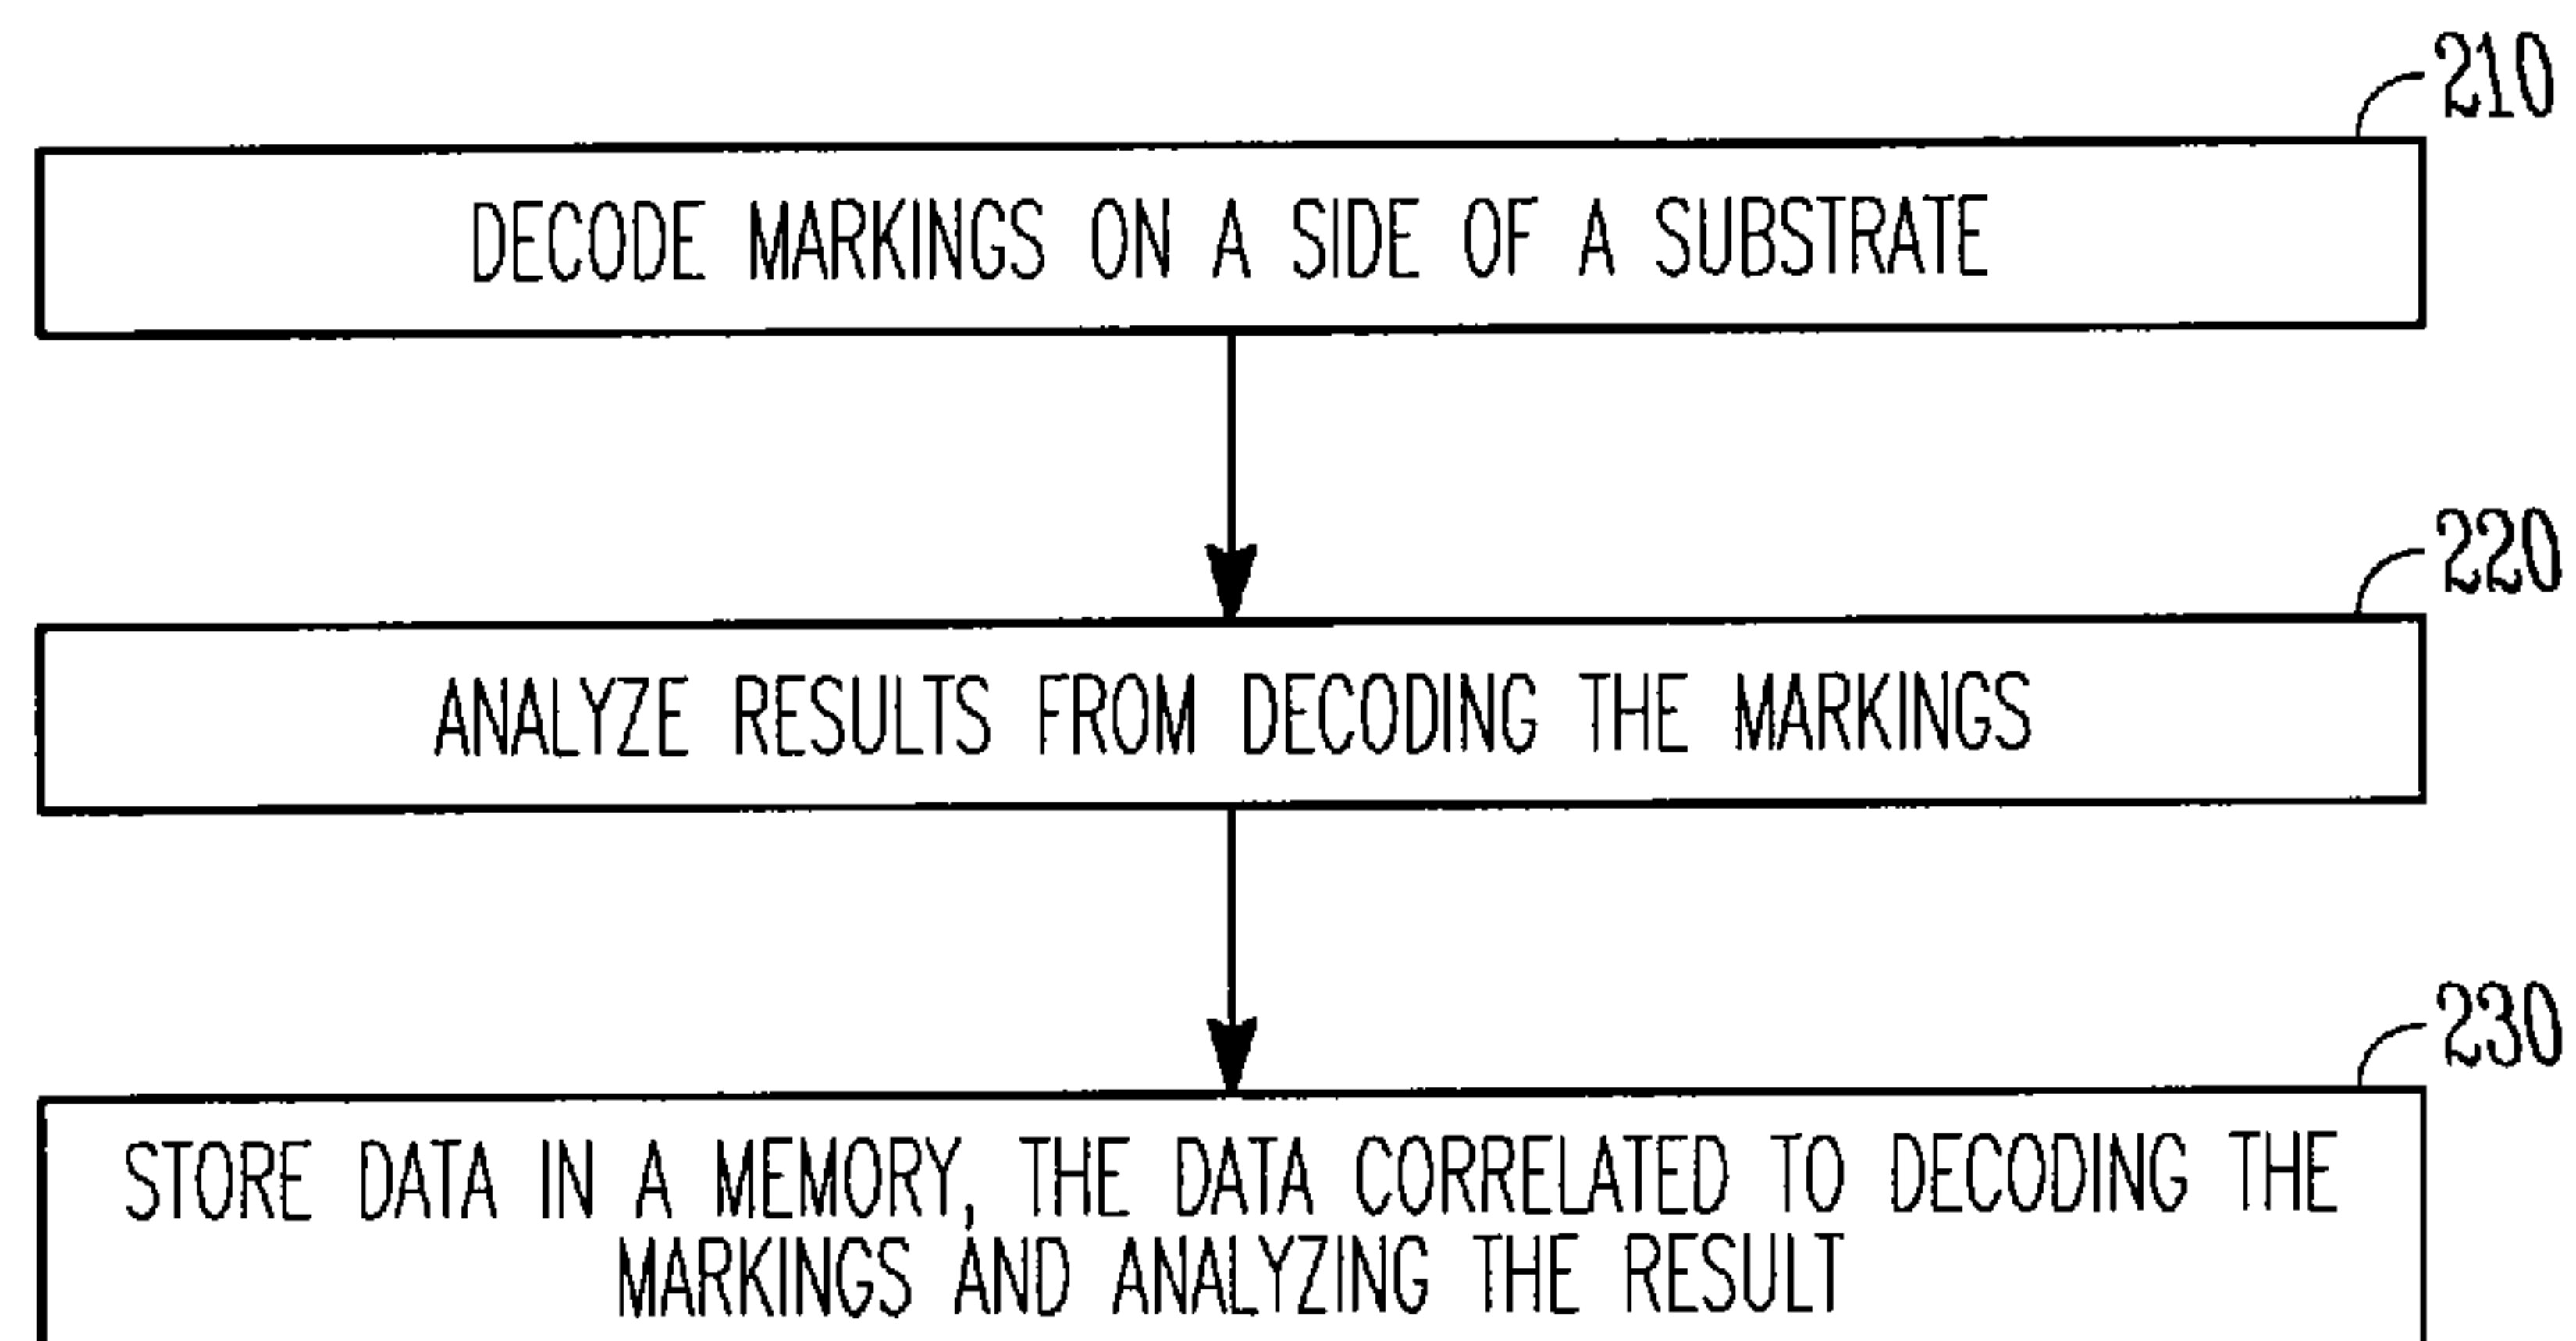 210
DECODE MARKINGS ON A SIDE OF A SUBSTRATE
220
ANALYZE RESULTS FROM DECODING THE MARKINGS
230
STORE DATA IN A MEMORY, THE DATA CORRELATED TO DECODING THE
MARKINGS AND ANALYZING THE RESULT